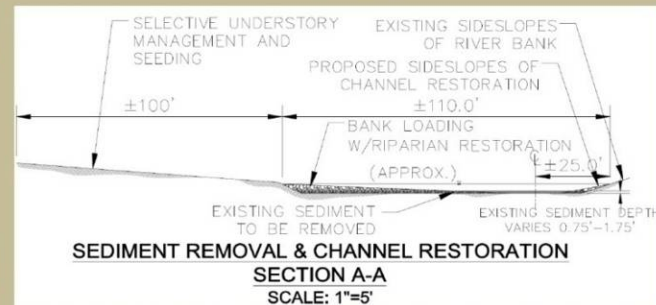 SELECTIVE UNDERSTORY
MANAGEMENT AND
SEEDING
EXISTING SIDESLOPES
OF RIVER BANK
PROPOSED SIDESLOPES OF
CHANNEL RESTORATION
±100'
±110.0'
BANK LOADING
W/RIPARIAN RESTORATION
(APPROX.)
℄
±25.0'
EXISTING SEDIMENT
TO BE REMOVED
EXISTING SEDIMENT DEPTH
VARIES 0.75'-1.75'
SEDIMENT REMOVAL & CHANNEL RESTORATION
SECTION A-A
SCALE: 1"=5'